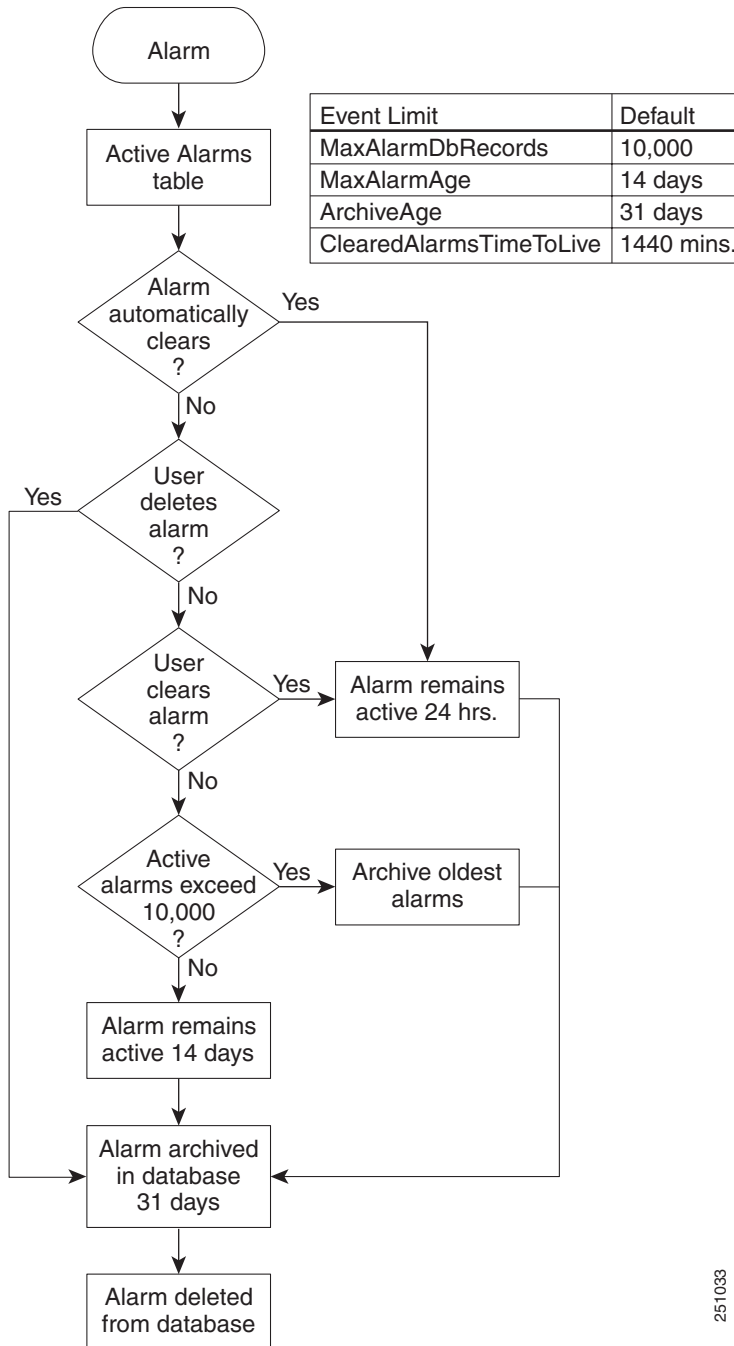 Alarm
Event Limit Default
MaxAlarmDbRecords 10,000
MaxAlarmAge 14 days
ArchiveAge 31 days
ClearedAlarmsTimeToLive 1440 mins.
Active Alarms
table
Alarm
automatically
clears
?
Yes
No
User
deletes
alarm
?
Yes
No
User
clears
alarm
?
Yes
Alarm remains
active 24 hrs.
No
Active
alarms exceed
10,000
?
Yes
Archive oldest
alarms
No
Alarm remains
active 14 days
Alarm archived
in database
31 days
Alarm deleted
from database
251033